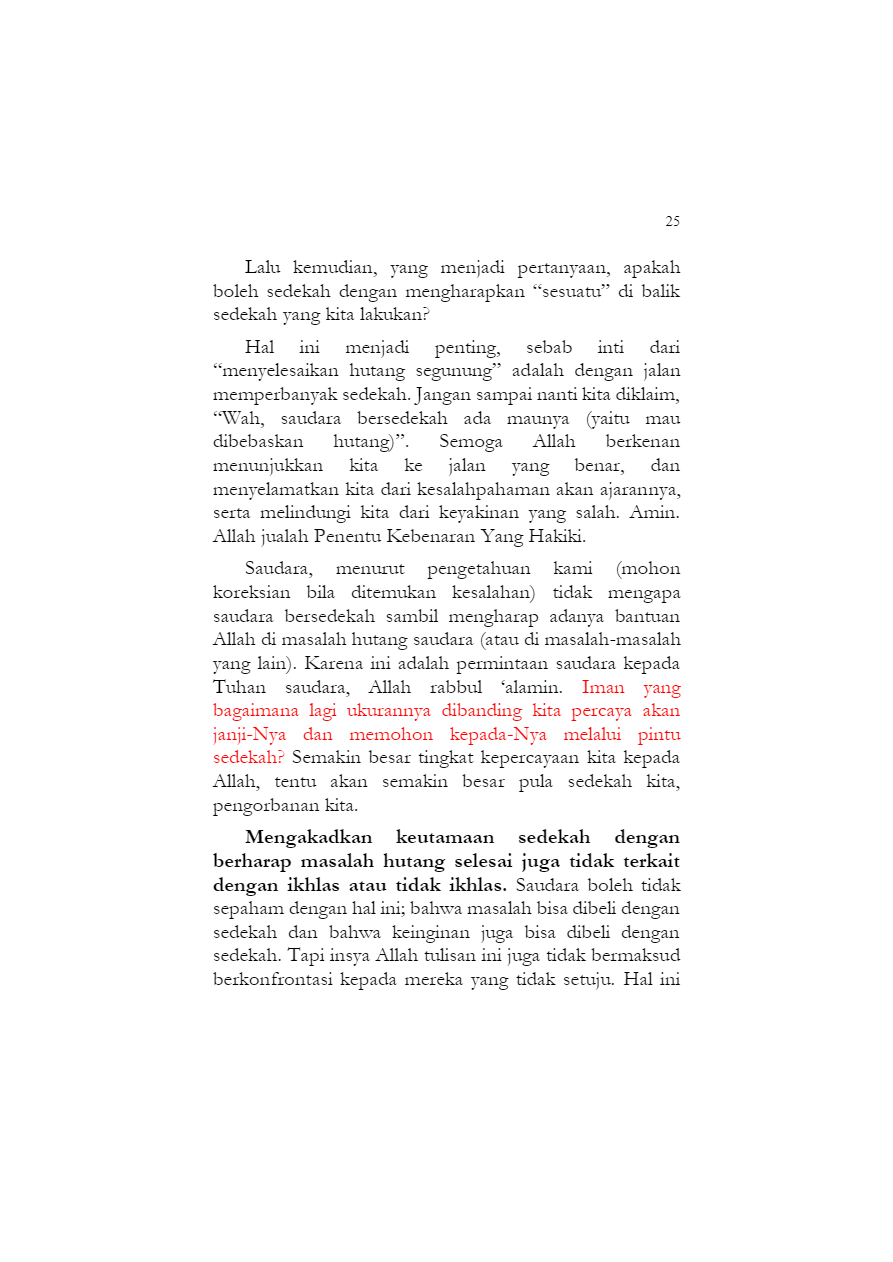 25
Lalu kemudian, yang menjadi pertanyaan, apakah
boleh sedekah dengan mengharapkan “sesuatu” di balik
sedekah yang kita lakukan?
Hal ini menjadi penting, sebab inti dari
“menyelesaikan hutang segunung” adalah dengan jalan
memperbanyak sedekah. Jangan sampai nanti kita diklaim,
“Wah, saudara bersedekah ada maunya (yaitu mau
dibebaskan hutang)”. Semoga Allah berkenan
menunjukkan kita ke jalan yang benar, dan
menyelamatkan kita dari kesalahpahaman akan ajarannya,
serta melindungi kita dari keyakinan yang salah. Amin.
Allah jualah Penentu Kebenaran Yang Hakiki.
Saudara, menurut pengetahuan kami (mohon
koreksian bila ditemukan kesalahan) tidak mengapa
saudara bersedekah sambil mengharap adanya bantuan
Allah di masalah hutang saudara (atau di masalah-masalah
yang lain). Karena ini adalah permintaan saudara kepada
Tuhan saudara, Allah rabbul ‘alamin. Iman yang
bagaimana lagi ukurannya dibanding kita percaya akan
janji-Nya dan memohon kepada-Nya melalui pintu
sedekah? Semakin besar tingkat kepercayaan kita kepada
Allah, tentu akan semakin besar pula sedekah kita,
pengorbanan kita.
Mengakadkan keutamaan sedekah dengan
berharap masalah hutang selesai juga tidak terkait
dengan ikhlas atau tidak ikhlas. Saudara boleh tidak
sepaham dengan hal ini; bahwa masalah bisa dibeli dengan
sedekah dan bahwa keinginan juga bisa dibeli dengan
sedekah. Tapi insya Allah tulisan ini juga tidak bermaksud
berkonfrontasi kepada mereka yang tidak setuju. Hal ini